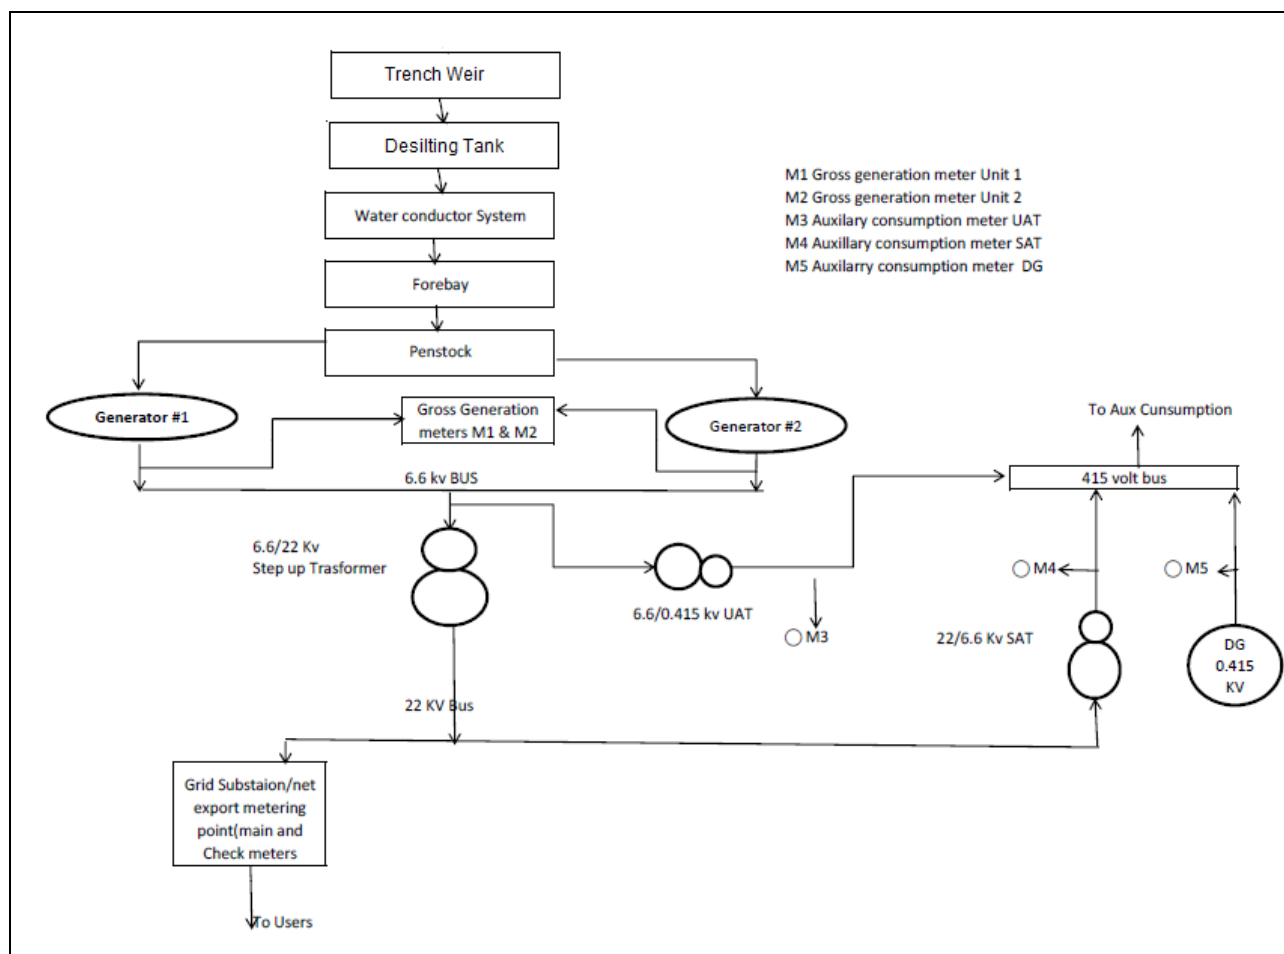 Trench Weir
Desilting Tank
Water conductor System
Forebay
Penstock
M1 Gross generation meter Unit 1
M2 Gross generation meter Unit 2
M3 Auxilary consumption meter UAT
M4 Auxillary consumption meter SAT
M5 Auxilarry consumption meter DG
Generator #1
Gross Generation
meters M1 & M2
Generator #2
To Aux Cunsumption
6.6 kv BUS
415 volt bus
6.6/22 Kv
Step up Trasformer
6.6/0.415 kv UAT
M3
M4
M5
22/6.6 Kv SAT
DG
0.415
KV
22 KV Bus
Grid Substaion/net
export metering
point(main and
Check meters
To Users